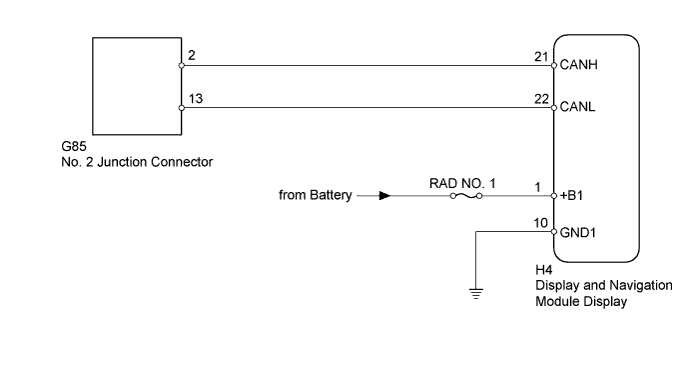 2
21
CANH
13
22
CANL
G85
No. 2 Junction Connector
from Battery
RAD NO. 1
1
+B1
10
GND1
H4
Display and Navigation
Module Display